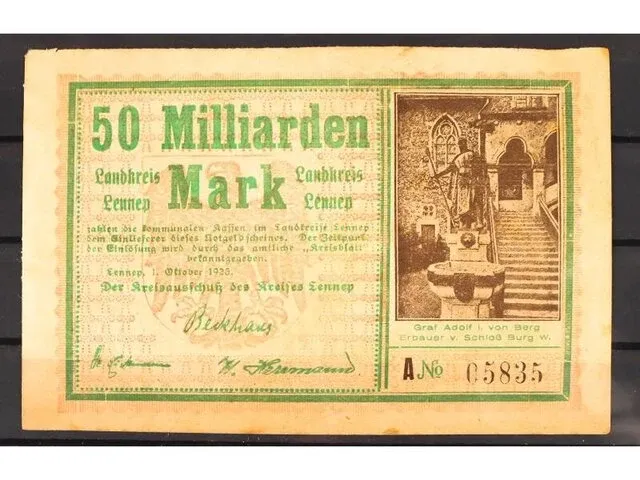 50 Milliarden
Landkreis Mark Landkreis
Lennep Lennep
zahlen die kommunalen Kassen im Landkreise Lennep
dem Einlieferer dieses Notgeldscheines. Der Zeitpunkt
der Einlösung wird durch das amtliche „Kreisblatt
bekanntgegeben.
Lennep, 1. Oktober 1923.
Der Kreisausschuß des Kreises Lennep
Beckhaus
H. Herrmann
Graf Adolf I. von Berg
Erbauer v. Schloß Burg W.
A No 05835